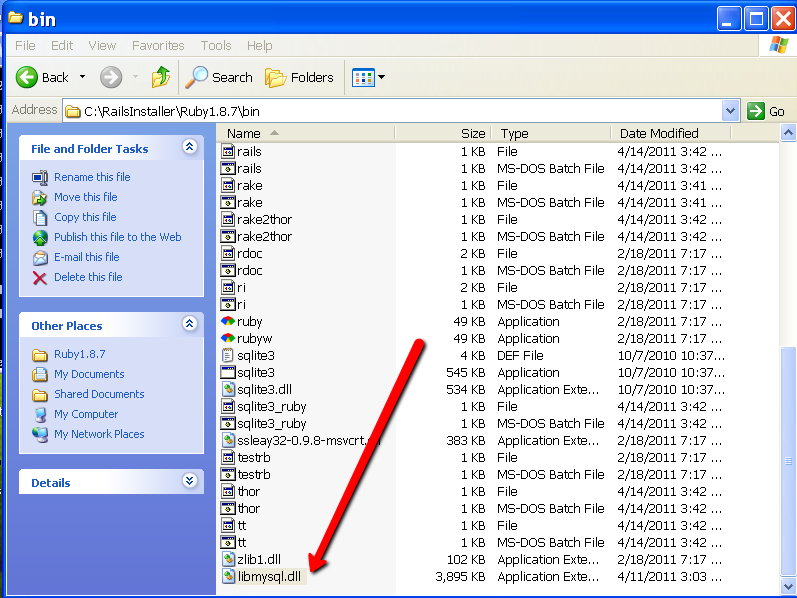 bin
File Edit View Favorites Tools Help
Back Search Folders
Address C:\RailsInstaller\Ruby1.8.7\bin Go
File and Folder Tasks
Rename this file
Move this file
Copy this file
Publish this file to the Web
E-mail this file
Delete this file
Other Places
Ruby1.8.7
My Documents
Shared Documents
My Computer
My Network Places
Details
Name Size Type Date Modified
rails 1 KB File 4/14/2011 3:42 ...
rails 1 KB MS-DOS Batch File 4/14/2011 3:42 ...
rake 1 KB File 4/14/2011 3:41 ...
rake 1 KB MS-DOS Batch File 4/14/2011 3:41 ...
rake2thor 1 KB File 4/14/2011 3:42 ...
rake2thor 1 KB MS-DOS Batch File 4/14/2011 3:42 ...
rdoc 2 KB File 2/18/2011 7:17 ...
rdoc 1 KB MS-DOS Batch File 2/18/2011 7:17 ...
ri 2 KB File 2/18/2011 7:17 ...
ri 1 KB MS-DOS Batch File 2/18/2011 7:17 ...
ruby 49 KB Application 2/18/2011 7:17 ...
rubyw 49 KB Application 2/18/2011 7:17 ...
sqlite3 4 KB DEF File 10/7/2010 10:37...
sqlite3 545 KB Application 10/7/2010 10:37...
sqlite3.dll 534 KB Application Exte... 10/7/2010 10:37...
sqlite3_ruby 1 KB File 4/14/2011 3:42 ...
sqlite3_ruby 1 KB MS-DOS Batch File 4/14/2011 3:42 ...
ssleay32-0.9.8-msvcrt. 383 KB Application Exte... 2/18/2011 7:17 ...
testrb 1 KB File 2/18/2011 7:17 ...
testrb 1 KB MS-DOS Batch File 2/18/2011 7:17 ...
thor 1 KB File 4/14/2011 3:42 ...
thor 1 KB MS-DOS Batch File 4/14/2011 3:42 ...
tt 1 KB File 4/14/2011 3:42 ...
tt 1 KB MS-DOS Batch File 4/14/2011 3:42 ...
zlib1.dll 102 KB Application Exte... 2/18/2011 7:17 ...
libmysql.dll 3,895 KB Application Exte... 4/11/2011 3:03 ...